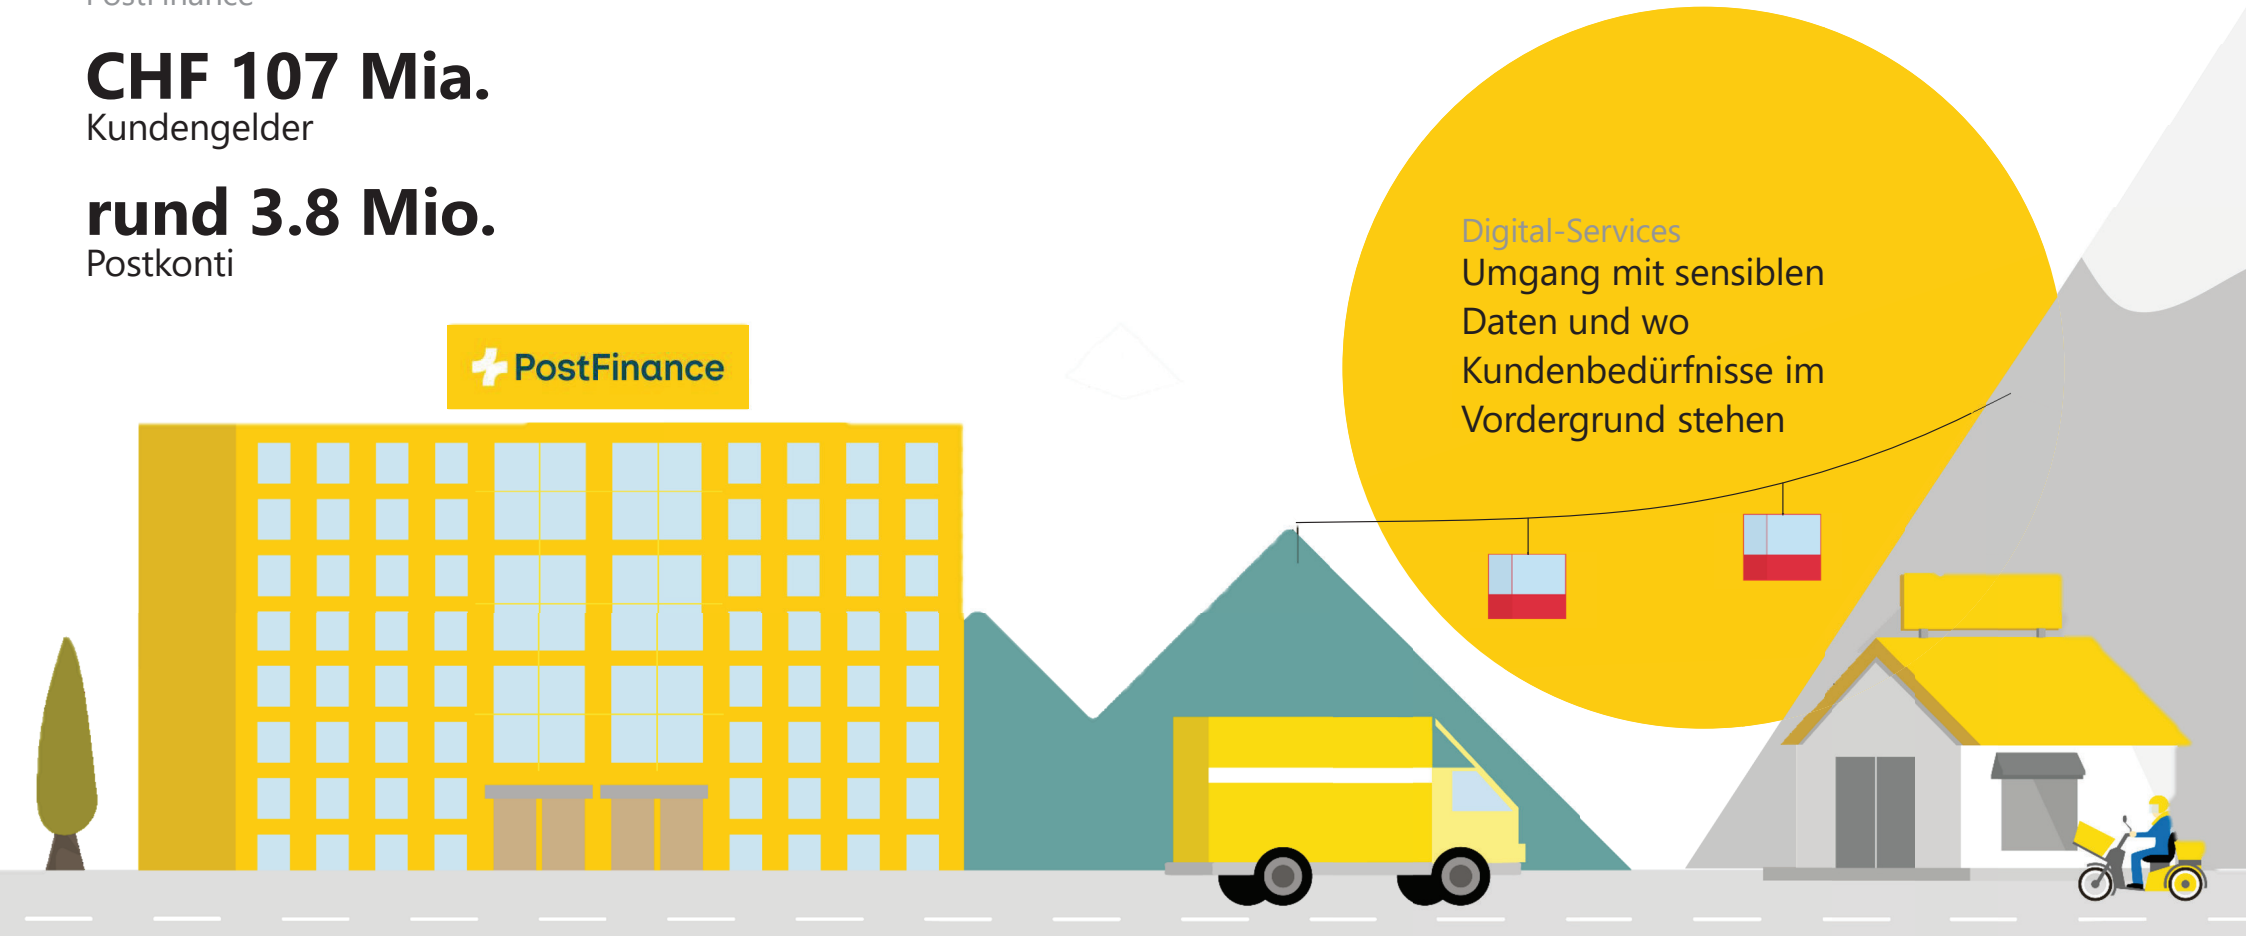 PostFinance
CHF 107 Mia.
Kundengelder
rund 3.8 Mio.
Postkonti
PostFinance
Digital-Services
Umgang mit sensiblen
Daten und wo
Kundenbedürfnisse im
Vordergrund stehen